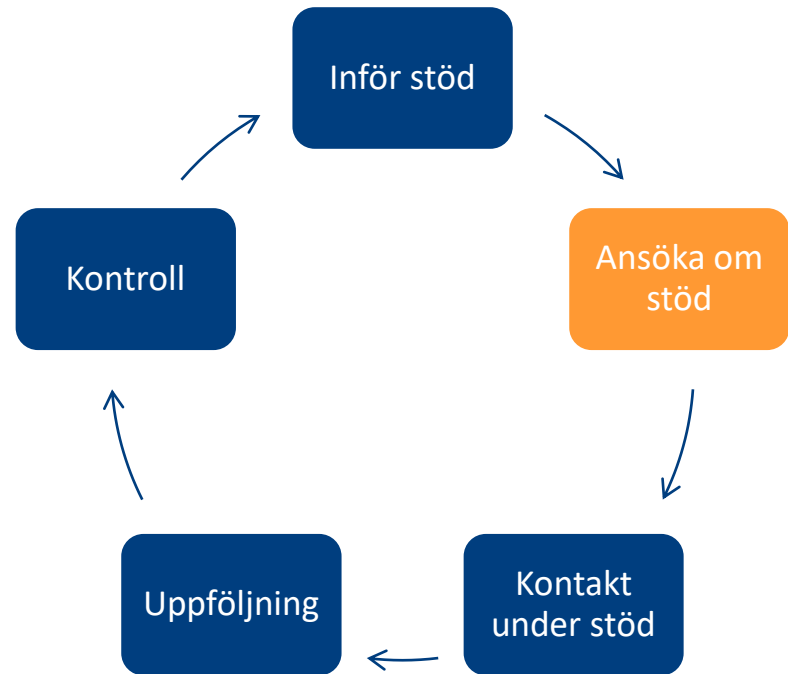 Inför stöd
Ansöka om
stöd
Kontakt
under stöd
Uppföljning
Kontroll